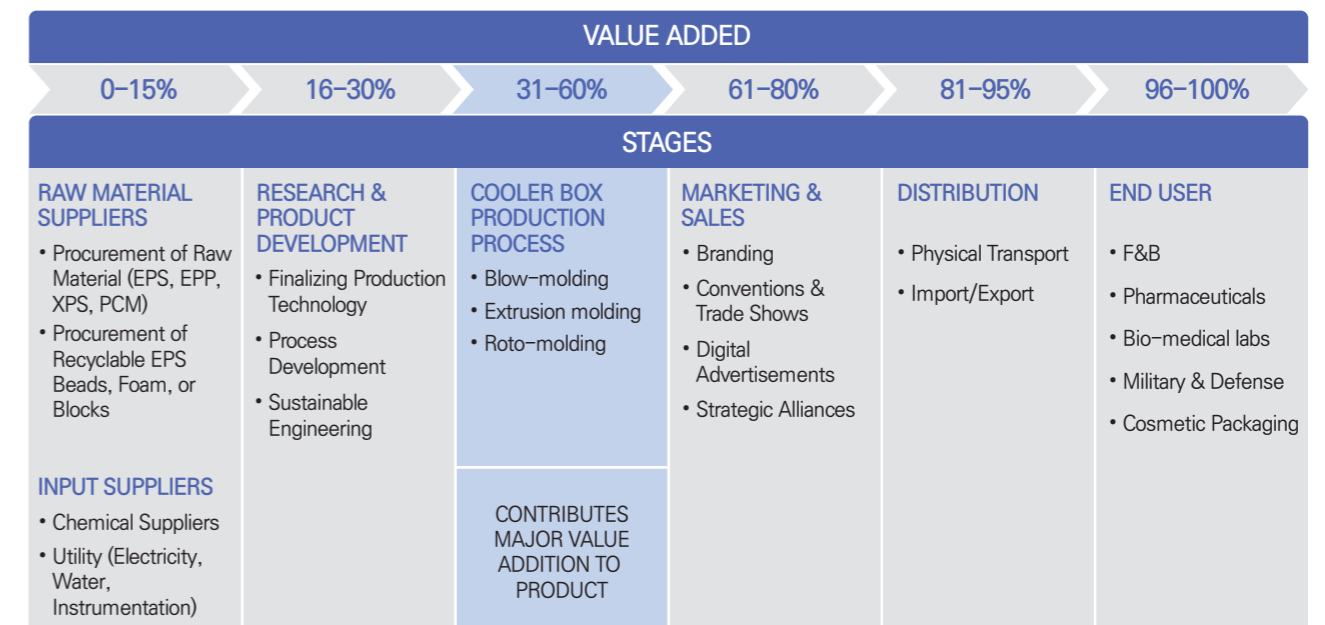 VALUE ADDED
0–15%
16–30%
31–60%
61–80%
81–95%
96–100%
STAGES
RAW MATERIAL
SUPPLIERS
• Procurement of Raw
Material (EPS, EPP,
XPS, PCM)
• Procurement of
Recyclable EPS
Beads, Foam, or
Blocks
INPUT SUPPLIERS
• Chemical Suppliers
• Utility (Electricity,
Water,
Instrumentation)
RESEARCH &
PRODUCT
DEVELOPMENT
• Finalizing Production
Technology
• Process
Development
• Sustainable
Engineering
COOLER BOX
PRODUCTION
PROCESS
• Blow-molding
• Extrusion molding
• Roto-molding
CONTRIBUTES
MAJOR VALUE
ADDITION TO
PRODUCT
MARKETING &
SALES
• Branding
• Conventions &
Trade Shows
• Digital
Advertisements
• Strategic Alliances
DISTRIBUTION
• Physical Transport
• Import/Export
END USER
• F&B
• Pharmaceuticals
• Bio-medical labs
• Military & Defense
• Cosmetic Packaging